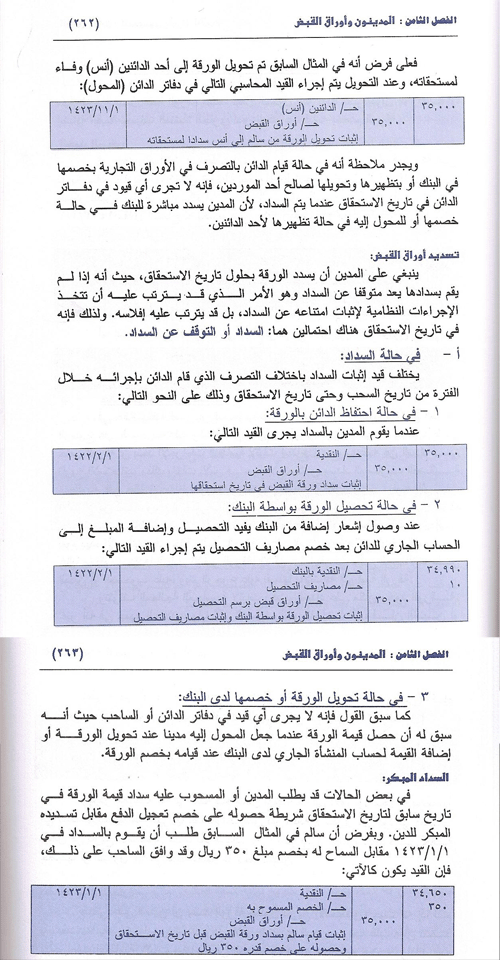 الفصل الثامن : المدينون وأوراق القبض (٢٦٢)
فعلى فرض أنه في المثال السابق تم تحويل الورقة إلى أحد الدائنين (أنس) وفاء
لمستحقاته، وعند التحويل يتم إجراء القيد المحاسبي التالي في دفاتر الدائن (المحول):
٣٥,٠٠٠ حـ/ الدائنين (أنس) ١٤٢٣/١١/١
٣٥,٠٠٠ حـ/ أوراق القبض
إثبات تحويل الورقة من سالم إلى أنس سدادا لمستحقاته
ويجدر ملاحظة أنه في حالة قيام الدائن بالتصرف في الأوراق التجارية بخصمها
في البنك أو بتظهيرها وتحويلها لصالح أحد الموردين، فإنه لا تجرى أي قيود في دفاتر
الدائن في تاريخ الاستحقاق عندما يتم السداد، لأن المدين يسدد مباشرة للبنك في حالة
خصمها أو للمحول إليه في حالة تظهيرها لأحد الدائنين.
تسديد أوراق القبض:
ينبغي على المدين أن يسدد الورقة بحلول تاريخ الاستحقاق، حيث أنه إذا لم
يقم بسدادها يعد متوقفا عن السداد وهو الأمر الذي قد يترتب عليه أن تتخذ
الإجراءات النظامية لإثبات امتناعه عن السداد، بل قد يترتب عليه إفلاسه. ولذلك فإنه
في تاريخ الاستحقاق هناك احتمالين هما: السداد أو التوقف عن السداد.
أ - في حالة السداد:
يختلف قيد إثبات السداد باختلاف التصرف الذي قام الدائن بإجرائه خلال
الفترة من تاريخ السحب وحتى تاريخ الاستحقاق وذلك على النحو التالي:
١ - في حالة احتفاظ الدائن بالورقة:
عندما يقوم المدين بالسداد يجرى القيد التالي:
٣٥,٠٠٠ حـ/ النقدية ١٤٢٢/٢/١
٣٥,٠٠٠ حـ/ أوراق القبض
إثبات سداد ورقة القبض في تاريخ استحقاقها
٢ - في حالة تحصيل الورقة بواسطة البنك:
عند وصول إشعار إضافة من البنك يفيد التحصيل وإضافة المبلغ إلى
الحساب الجاري للدائن بعد خصم مصاريف التحصيل يتم إجراء القيد التالي:
٣٤,٩٩٠ حـ/ النقدية بالبنك ١٤٢٢/٢/١
١٠ حـ/ مصاريف التحصيل
٣٥,٠٠٠ حـ/ أوراق قبض برسم التحصيل
إثبات تحصيل الورقة بواسطة البنك وإثبات مصاريف التحصيل
الفصل الثامن : المدينون وأوراق القبض (٢٦٣)
٣ - في حالة تحويل الورقة أو خصمها لدى البنك:
كما سبق القول فإنه لا يجرى أي قيد في دفاتر الدائن أو الساحب حيث أنه
سبق له أن حصل قيمة الورقة عندما جعل المحول إليه مدينا عند تحويل الورقة أو
إضافة القيمة لحساب المنشأة الجاري لدى البنك عند قيامه بخصم الورقة.
السداد المبكر:
في بعض الحالات قد يطلب المدين أو المسحوب عليه سداد قيمة الورقة في
تاريخ سابق لتاريخ الاستحقاق شريطة حصوله على خصم تعجيل الدفع مقابل تسديده
المبكر للدين. وبفرض أن سالم في المثال السابق طلب أن يقوم بالسداد في
١٤٢٣/١/١ مقابل السماح له بخصم مبلغ ٣٥٠ ريال وقد وافق الساحب على ذلك،
فإن القيد يكون كالآتي:
٣٤,٦٥٠ حـ/ النقدية ١٤٢٣/١/١
٣٥٠ حـ/ الخصم المسموح به
٣٥,٠٠٠ حـ/ أوراق القبض
إثبات قيام سالم بسداد ورقة القبض قبل تاريخ الاستحقاق
وحصوله على خصم قدره ٣٥٠ ريال